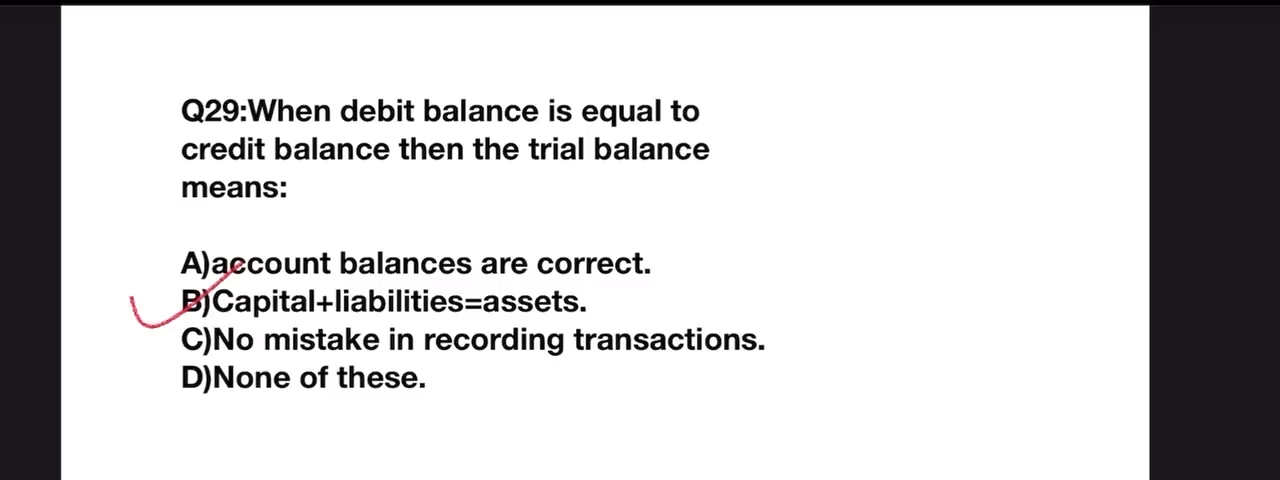 Q29:When debit balance is equal to
credit balance then the trial balance
means:
A)account balances are correct.
B)Capital+liabilities=assets.
C)No mistake in recording transactions.
D)None of these.